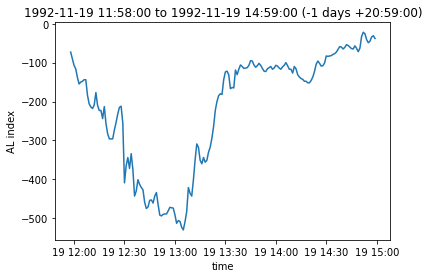 1992-11-19 11:58:00 to 1992-11-19 14:59:00 (-1 days +20:59:00)
0
−100
−200
−300
−400
−500
AL index
19 12:00 19 12:30 19 13:00 19 13:30 19 14:00 19 14:30 19 15:00
time